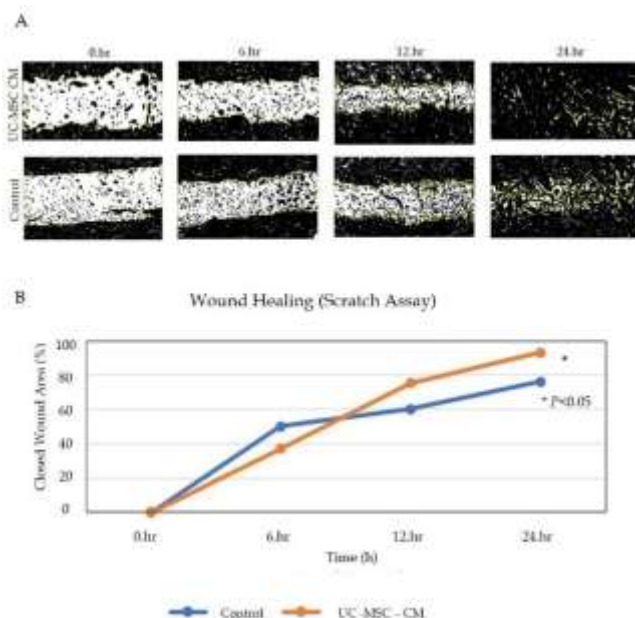 A
0.hr 6.hr 12.hr 24.hr
UC-MSC CM
Control
B
Wound Healing (Scratch Assay)
Closed Wound Area (%)
100
80
60
40
20
0
*
* P<0.05
0.hr 6.hr 12.hr 24.hr
Time (h)
Control UC -MSC - CM